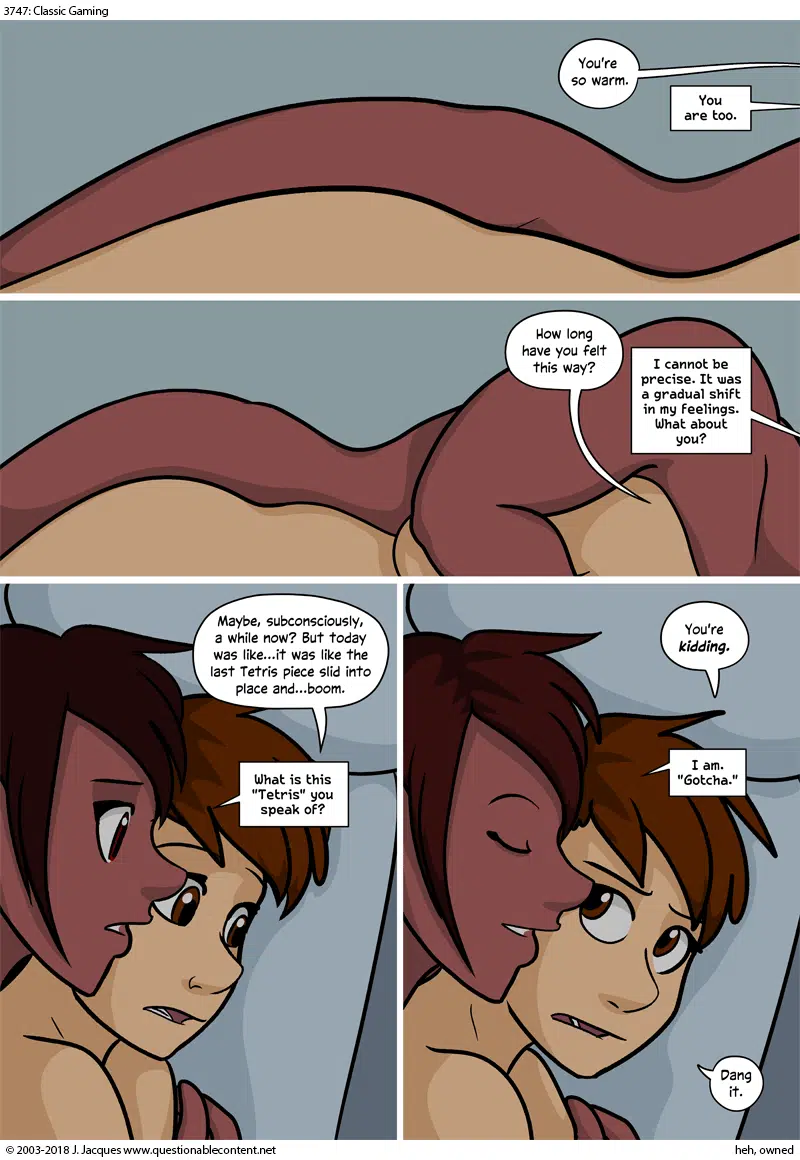 3747: Classic Gaming
You're
so warm.
You
are too.
How long
have you felt
this way?
I cannot be
precise. It was
a gradual shift
in my feelings.
What about
you?
Maybe, subconsciously,
a while now? But today
was like...it was like the
last Tetris piece slid into
place and...boom.
What is this
"Tetris" you
speak of?
You're
kidding.
I am.
"Gotcha."
Dang
it.
© 2003-2018 J. Jacques www.questionablecontent.net
heh, owned